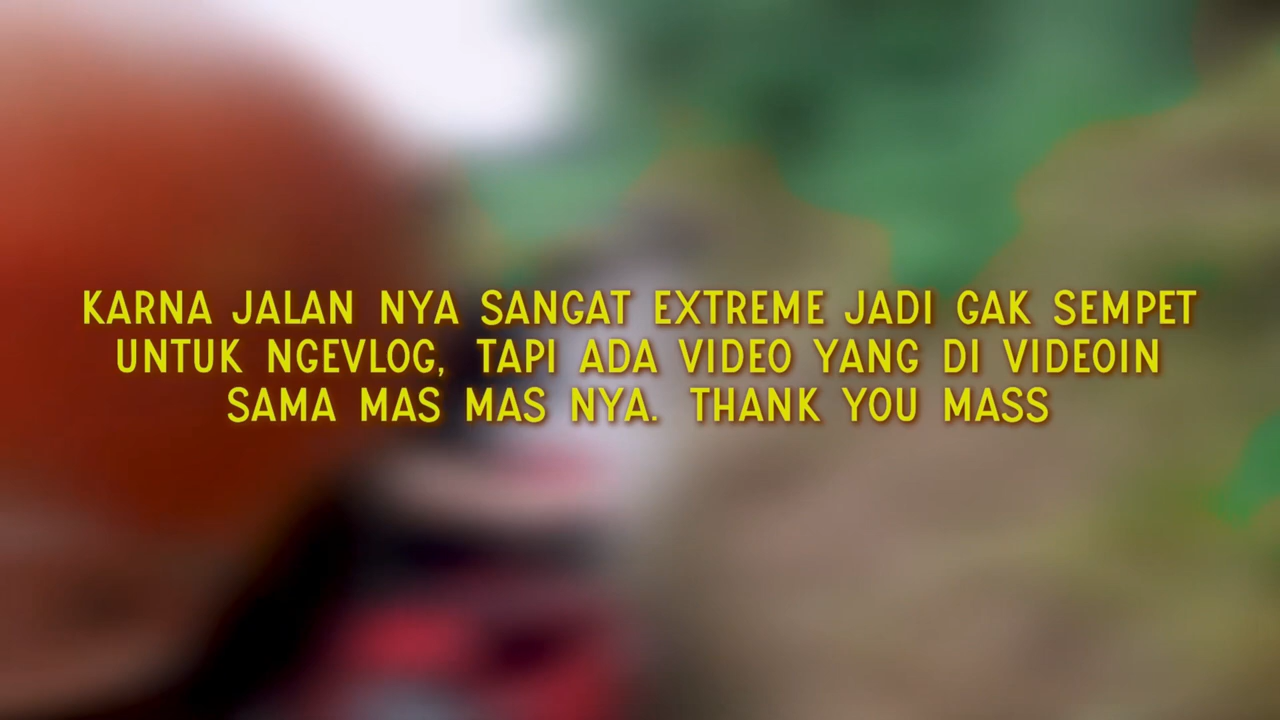 KARNA JALAN NYA SANGAT EXTREME JADI GAK SEMPET
UNTUK NGEVLOG, TAPI ADA VIDEO YANG DI VIDEOIN
SAMA MAS MAS NYA. THANK YOU MASS